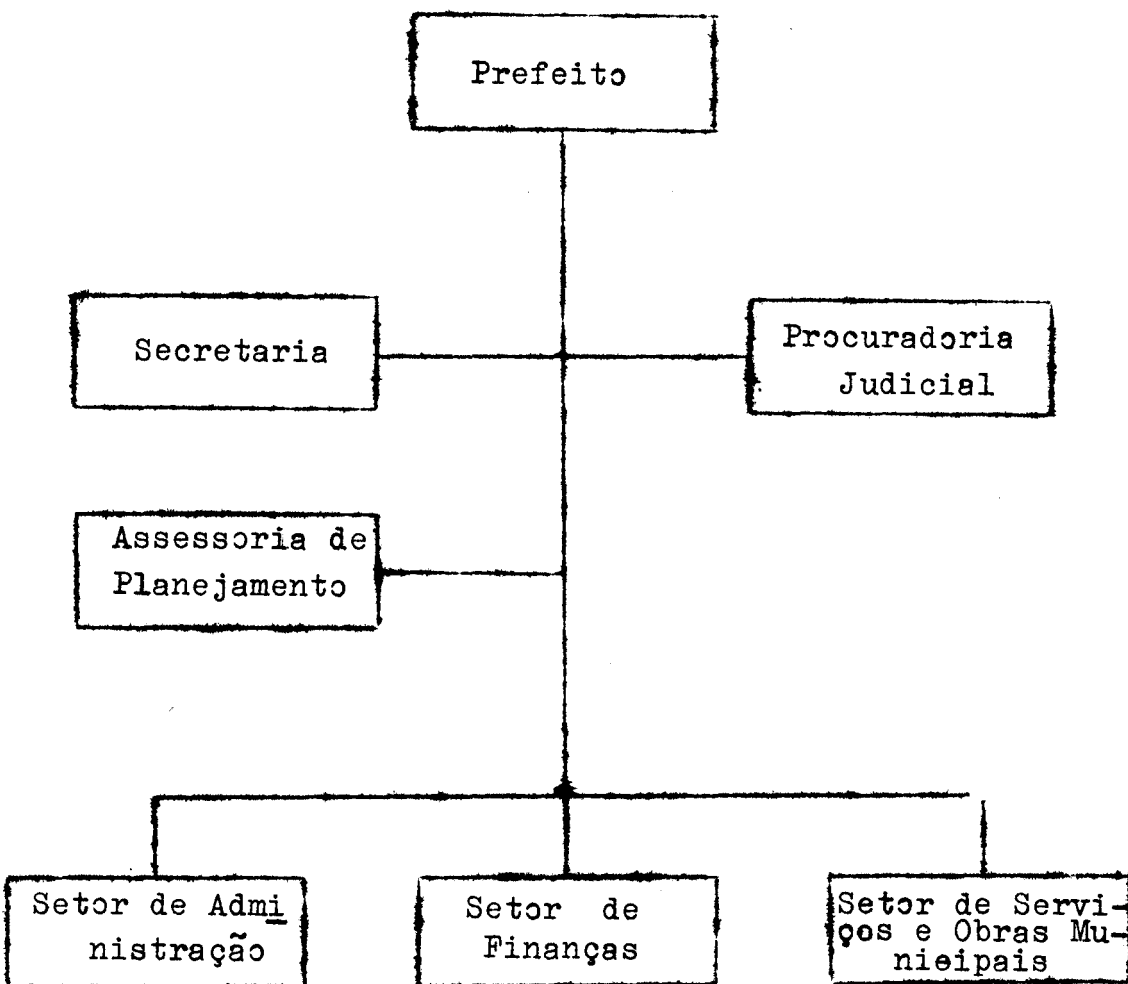 Prefeito
Secretaria
Procuradoria
Judicial
Assessoria de
Planejamento
Setor de Admi
nistração
Setor de
Finanças
Setor de Servi-
ços e Obras Mu-
nicipais